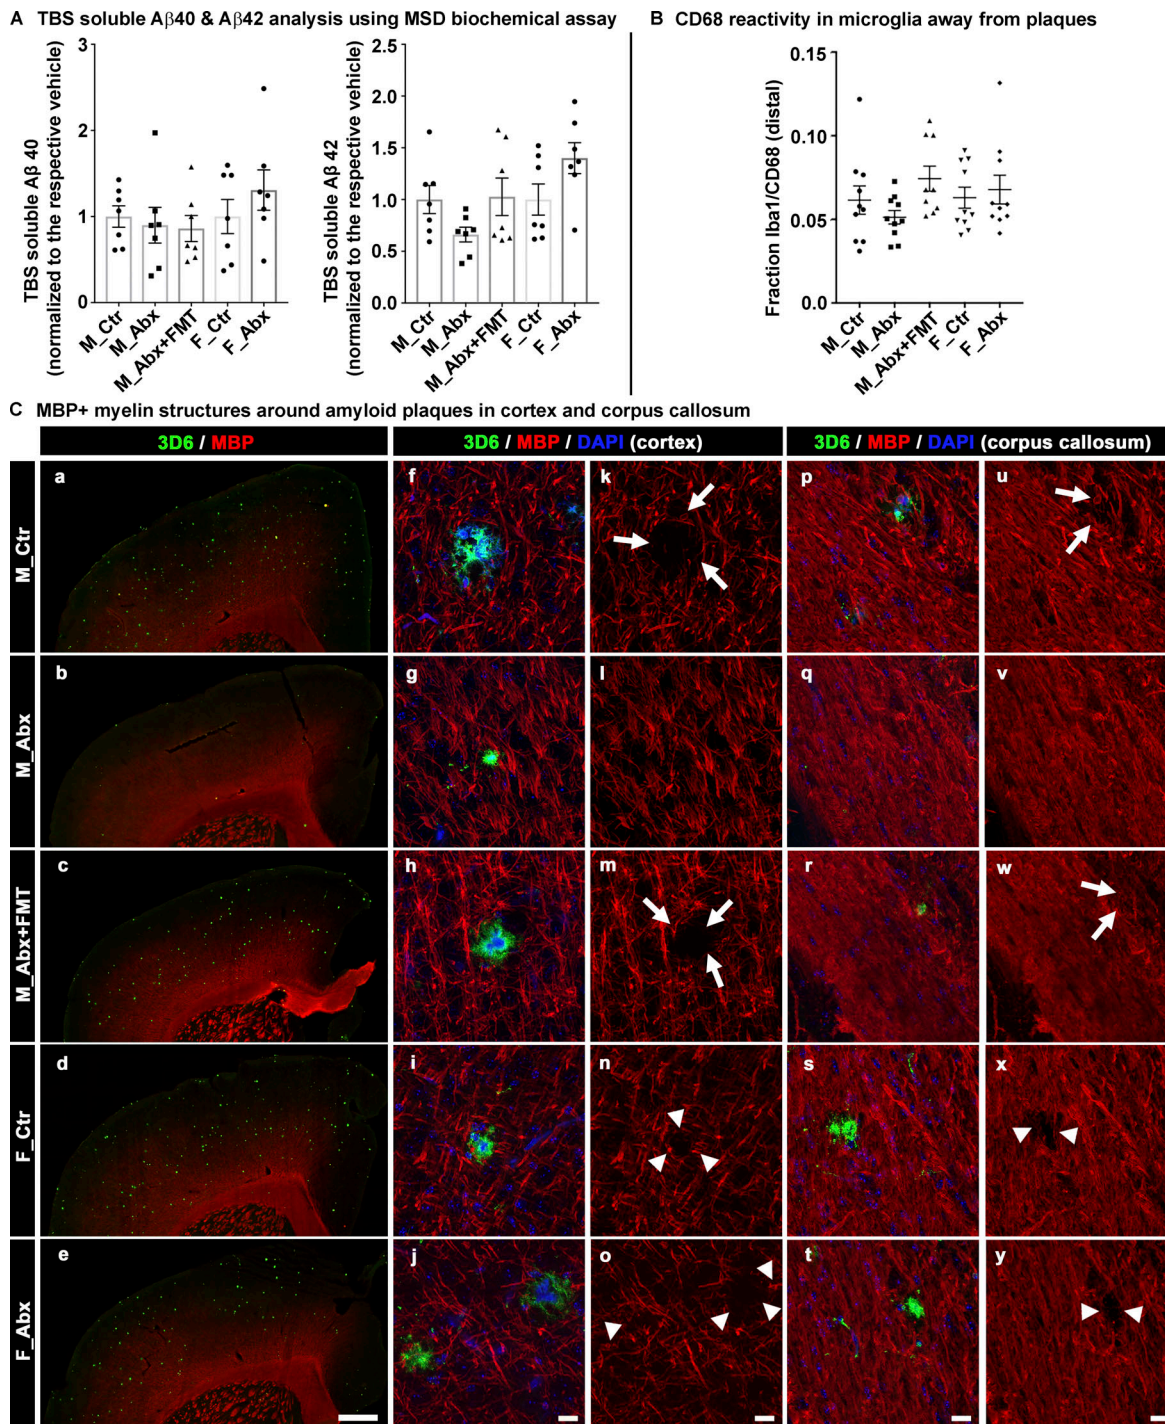 A TBS soluble Aβ40 & Aβ42 analysis using MSD biochemical assay
TBS soluble Aβ 40
(normalized to the respective vehicle)
3
2
1
0
M_Ctr
M_Abx
M_Abx+FMT
F_Ctr
F_Abx
TBS soluble Aβ 42
(normalized to the respective vehicle)
2.5
2.0
1.5
1.0
0.5
0.0
M_Ctr
M_Abx
M_Abx+FMT
F_Ctr
F_Abx
B CD68 reactivity in microglia away from plaques
Fraction Iba1/CD68 (distal)
0.15
0.10
0.05
0.0
M_Ctr
M_Abx
M_Abx+FMT
F_Ctr
F_Abx
C MBP+ myelin structures around amyloid plaques in cortex and corpus callosum
3D6 / MBP
3D6 / MBP / DAPI (cortex)
3D6 / MBP / DAPI (corpus callosum)
M_Ctr
a
f
k
p
u
M_Abx
b
g
l
q
v
M_Abx+FMT
c
h
m
r
w
F_Ctr
d
i
n
s
x
F_Abx
e
j
o
t
y